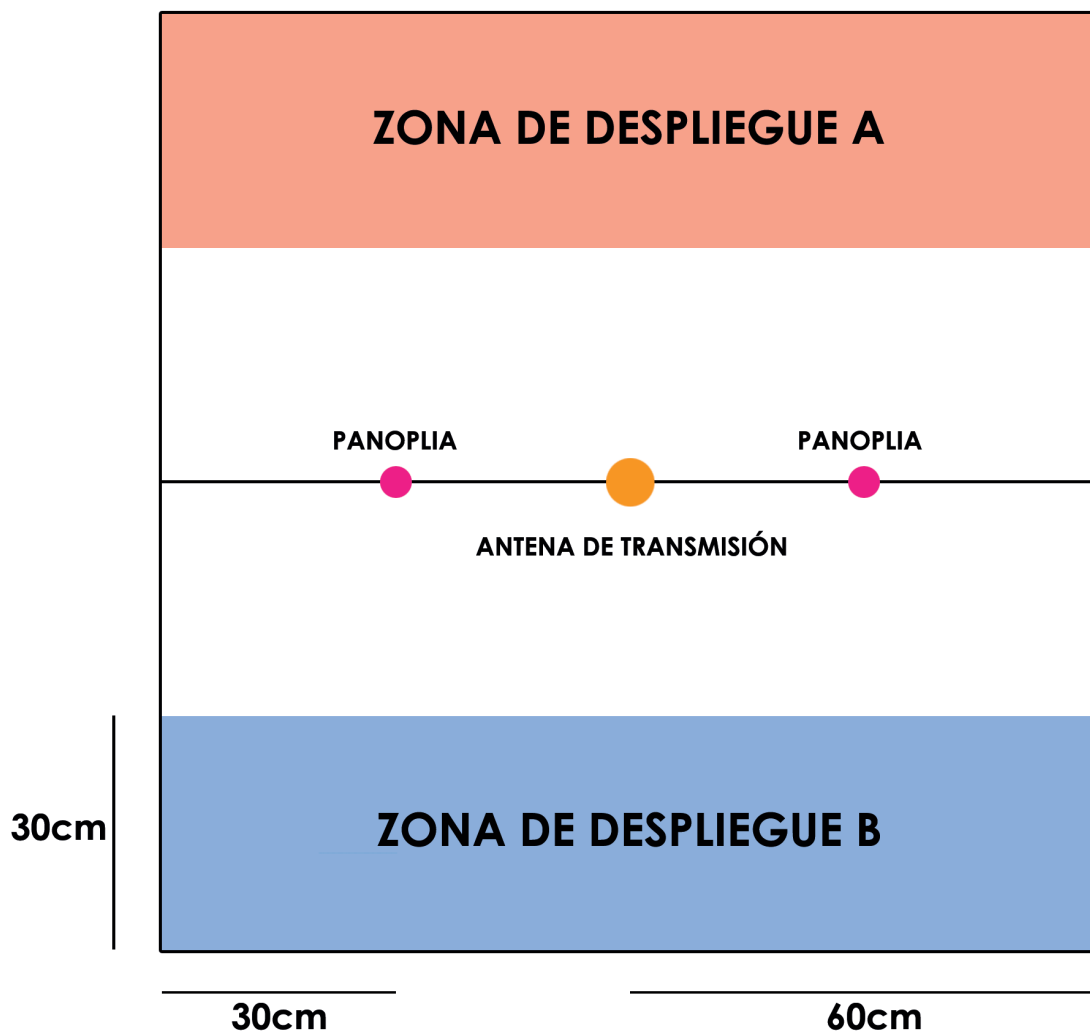 ZONA DE DESPLIEGUE A
PANOPLIA
PANOPLIA
ANTENA DE TRANSMISIÓN
30cm
ZONA DE DESPLIEGUE B
30cm
60cm